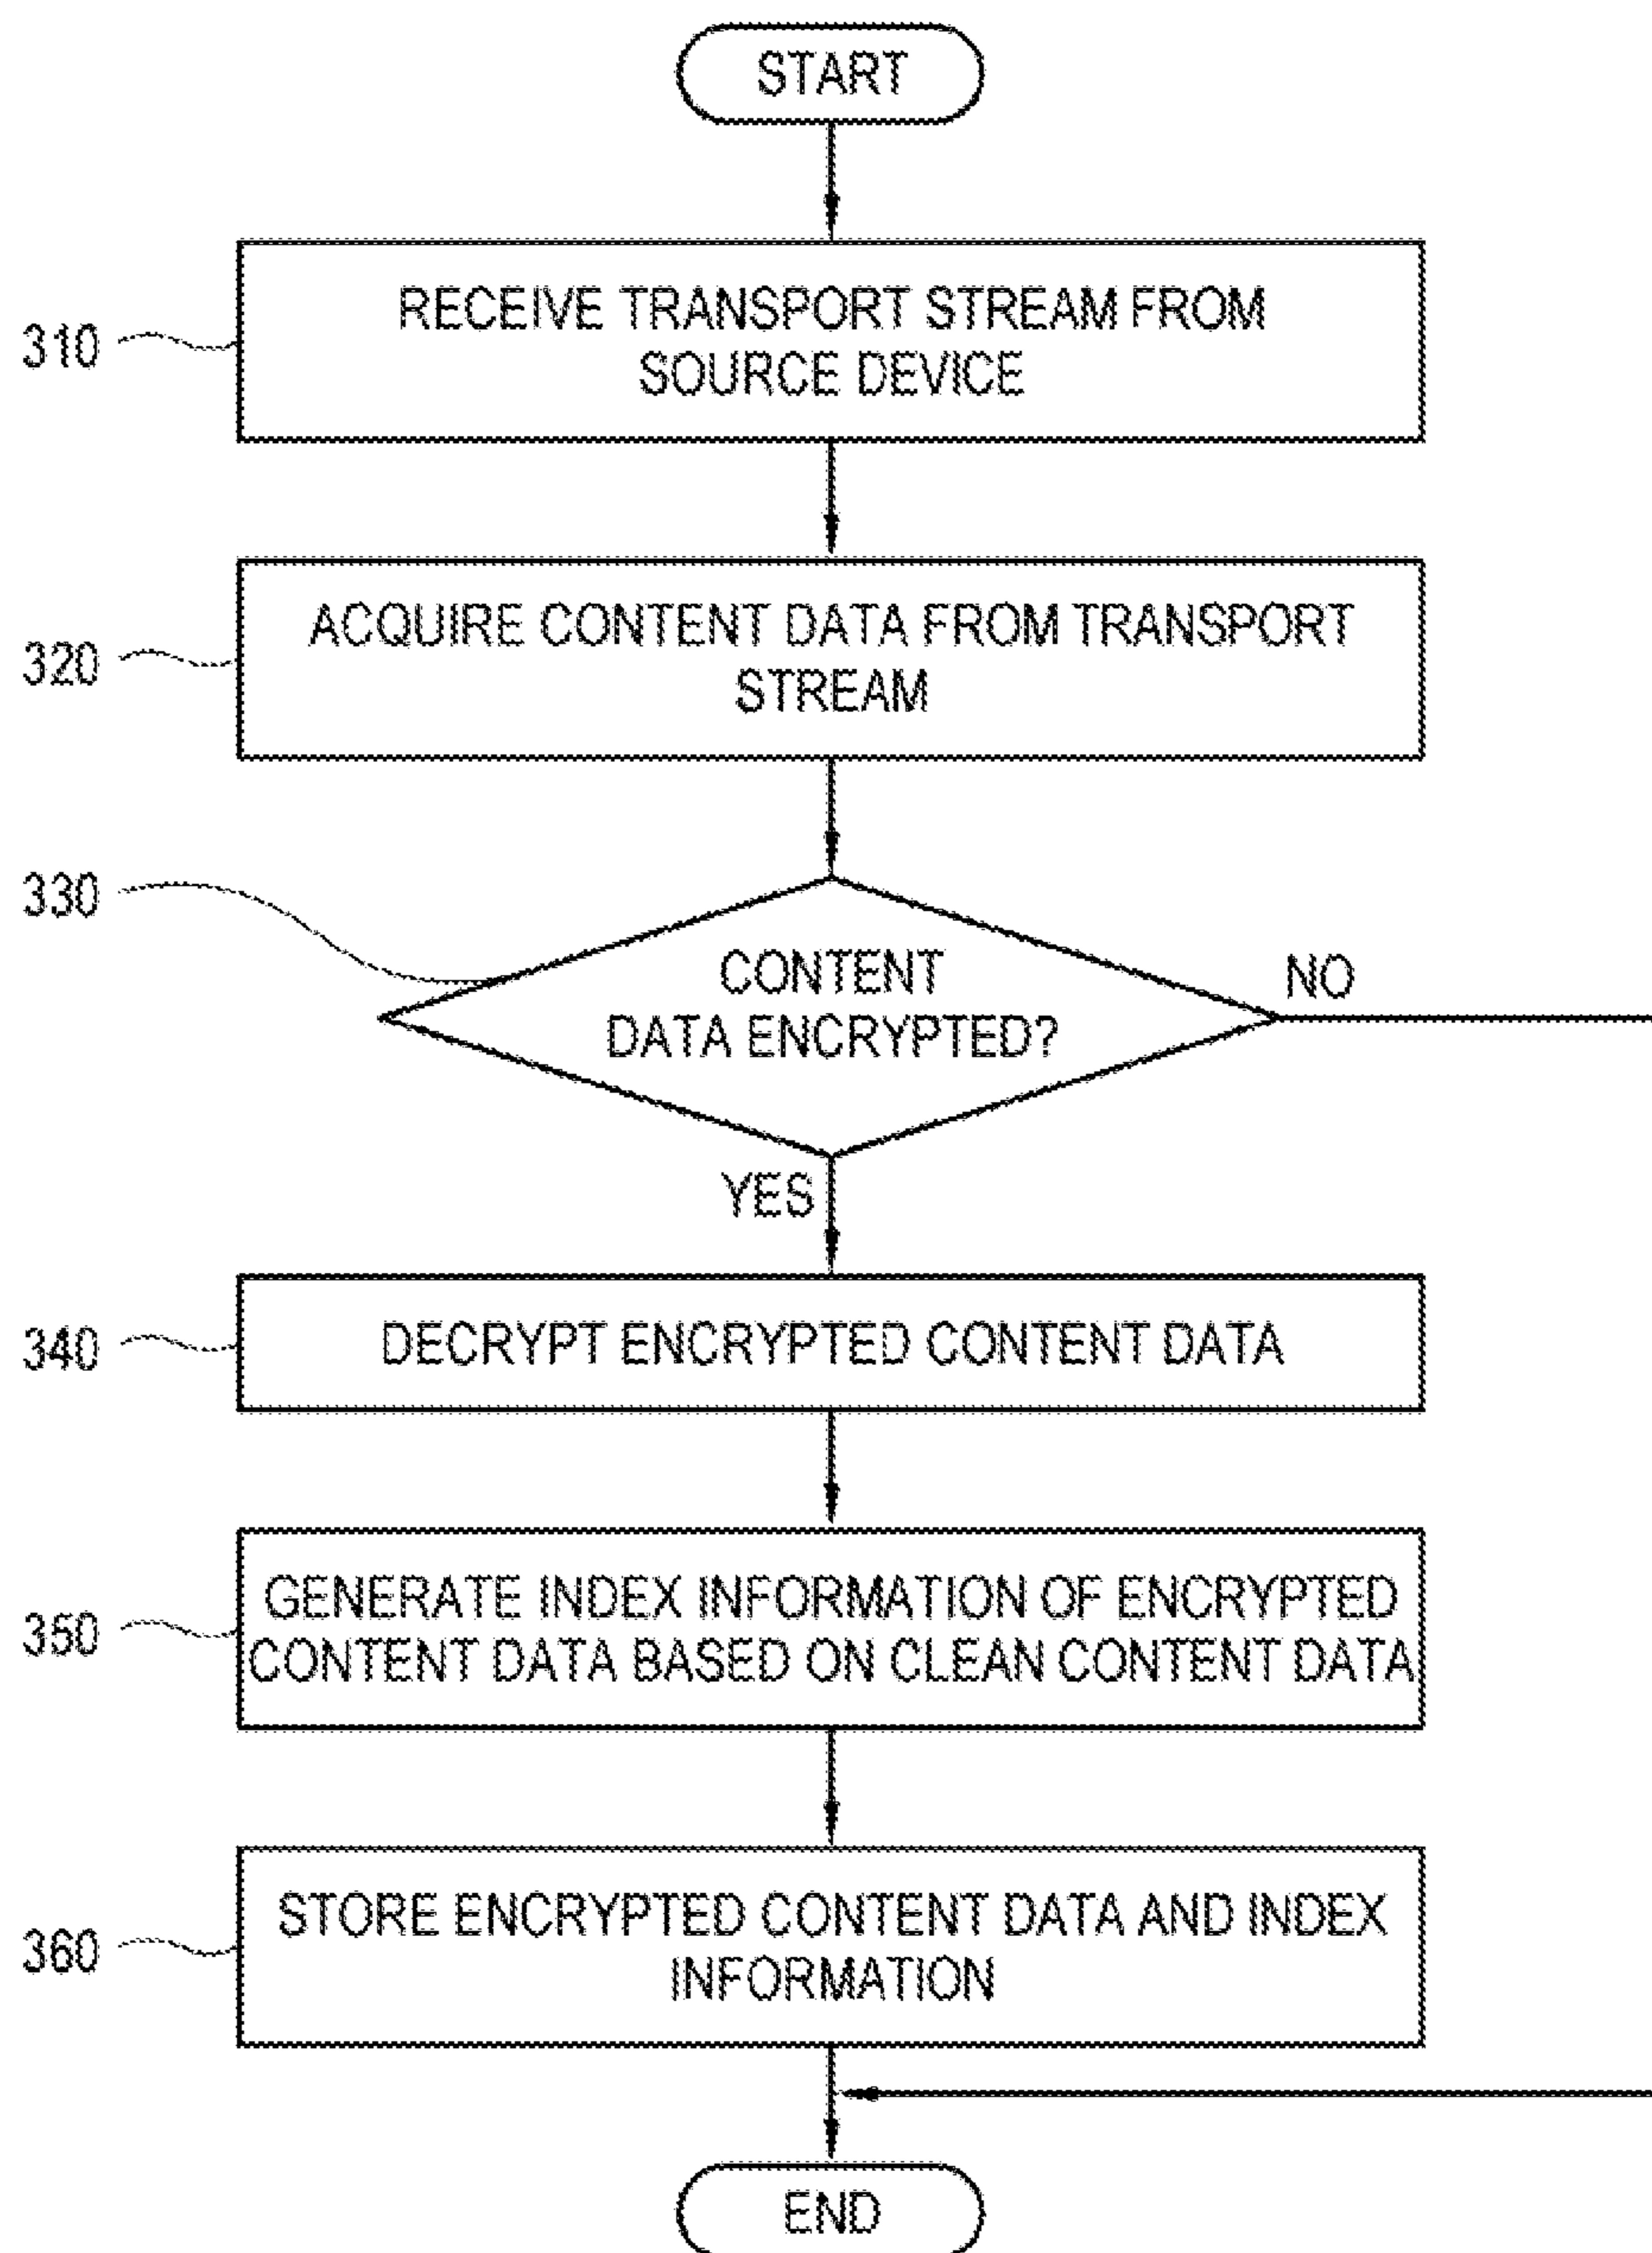 START
310
RECEIVE TRANSPORT STREAM FROM
SOURCE DEVICE
320
ACQUIRE CONTENT DATA FROM TRANSPORT
STREAM
330
CONTENT
DATA ENCRYPTED?
NO
YES
340
DECRYPT ENCRYPTED CONTENT DATA
350
GENERATE INDEX INFORMATION OF ENCRYPTED
CONTENT DATA BASED ON CLEAN CONTENT DATA
360
STORE ENCRYPTED CONTENT DATA AND INDEX
INFORMATION
END